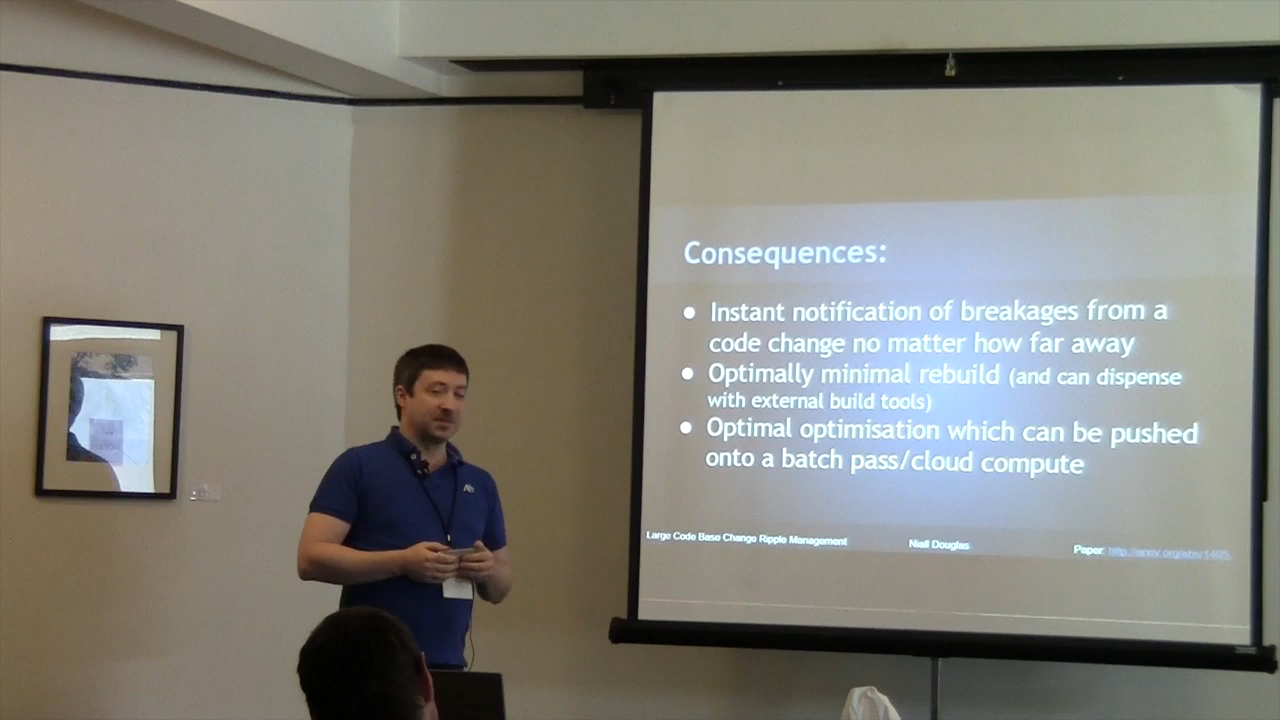 Consequences:
● Instant notification of breakages from a
code change no matter how far away
● Optimally minimal rebuild (and can dispense
with external build tools)
● Optimal optimisation which can be pushed
onto a batch pass/cloud compute
Large Code Base Change Ripple Management
Niall Douglas
Paper: http://arxiv.org/abs/1405.